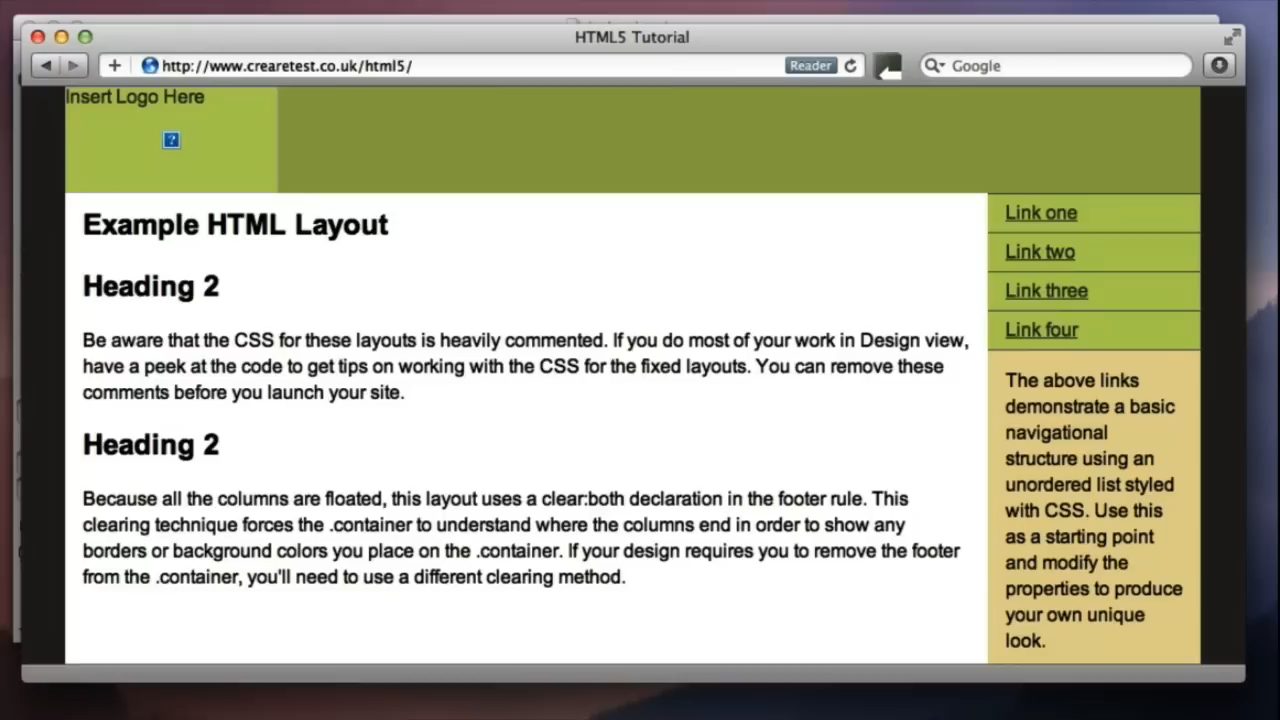 HTML5 Tutorial
http://www.crearetest.co.uk/html5/
Reader
Google
Insert Logo Here
?
Example HTML Layout
Heading 2
Be aware that the CSS for these layouts is heavily commented. If you do most of your work in Design view,
have a peek at the code to get tips on working with the CSS for the fixed layouts. You can remove these
comments before you launch your site.
Heading 2
Because all the columns are floated, this layout uses a clear:both declaration in the footer rule. This
clearing technique forces the .container to understand where the columns end in order to show any
borders or background colors you place on the .container. If your design requires you to remove the footer
from the .container, you'll need to use a different clearing method.
Link one
Link two
Link three
Link four
The above links
demonstrate a basic
navigational
structure using an
unordered list styled
with CSS. Use this
as a starting point
and modify the
properties to produce
your own unique
look.